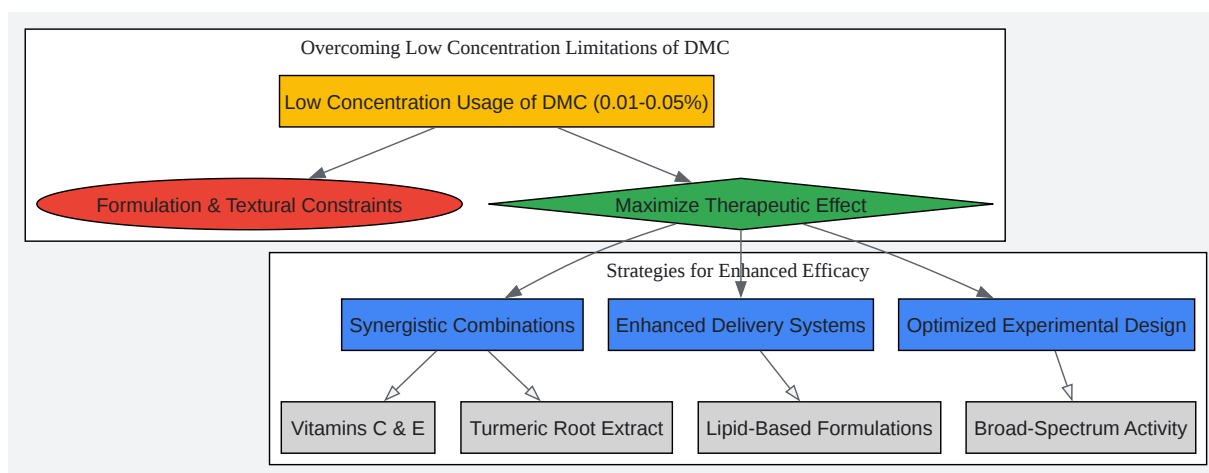 Overcoming Low Concentration Limitations of DMC
Low Concentration Usage of DMC (0.01-0.05%)
Formulation & Textural Constraints
Maximize Therapeutic Effect
Strategies for Enhanced Efficacy
Synergistic Combinations
Enhanced Delivery Systems
Optimized Experimental Design
Vitamins C & E
Turmeric Root Extract
Lipid-Based Formulations
Broad-Spectrum Activity